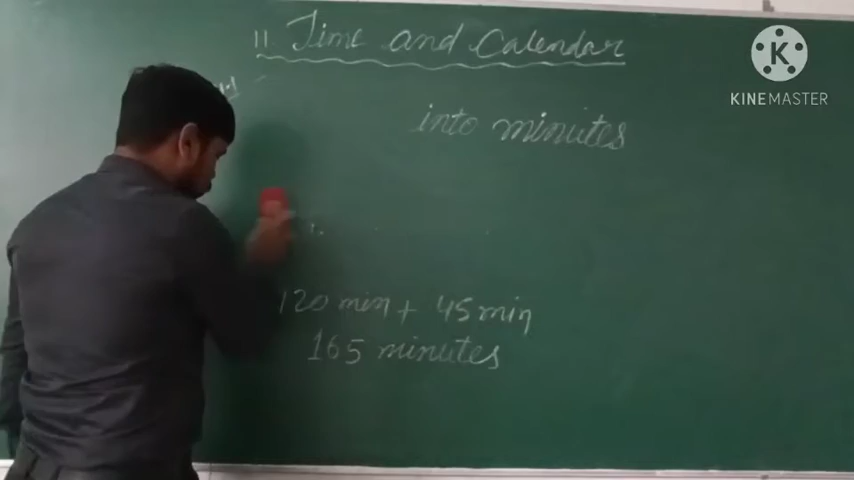 11 Time and Calendar
into minutes
120 min + 45 min
165 minutes
KINEMASTER